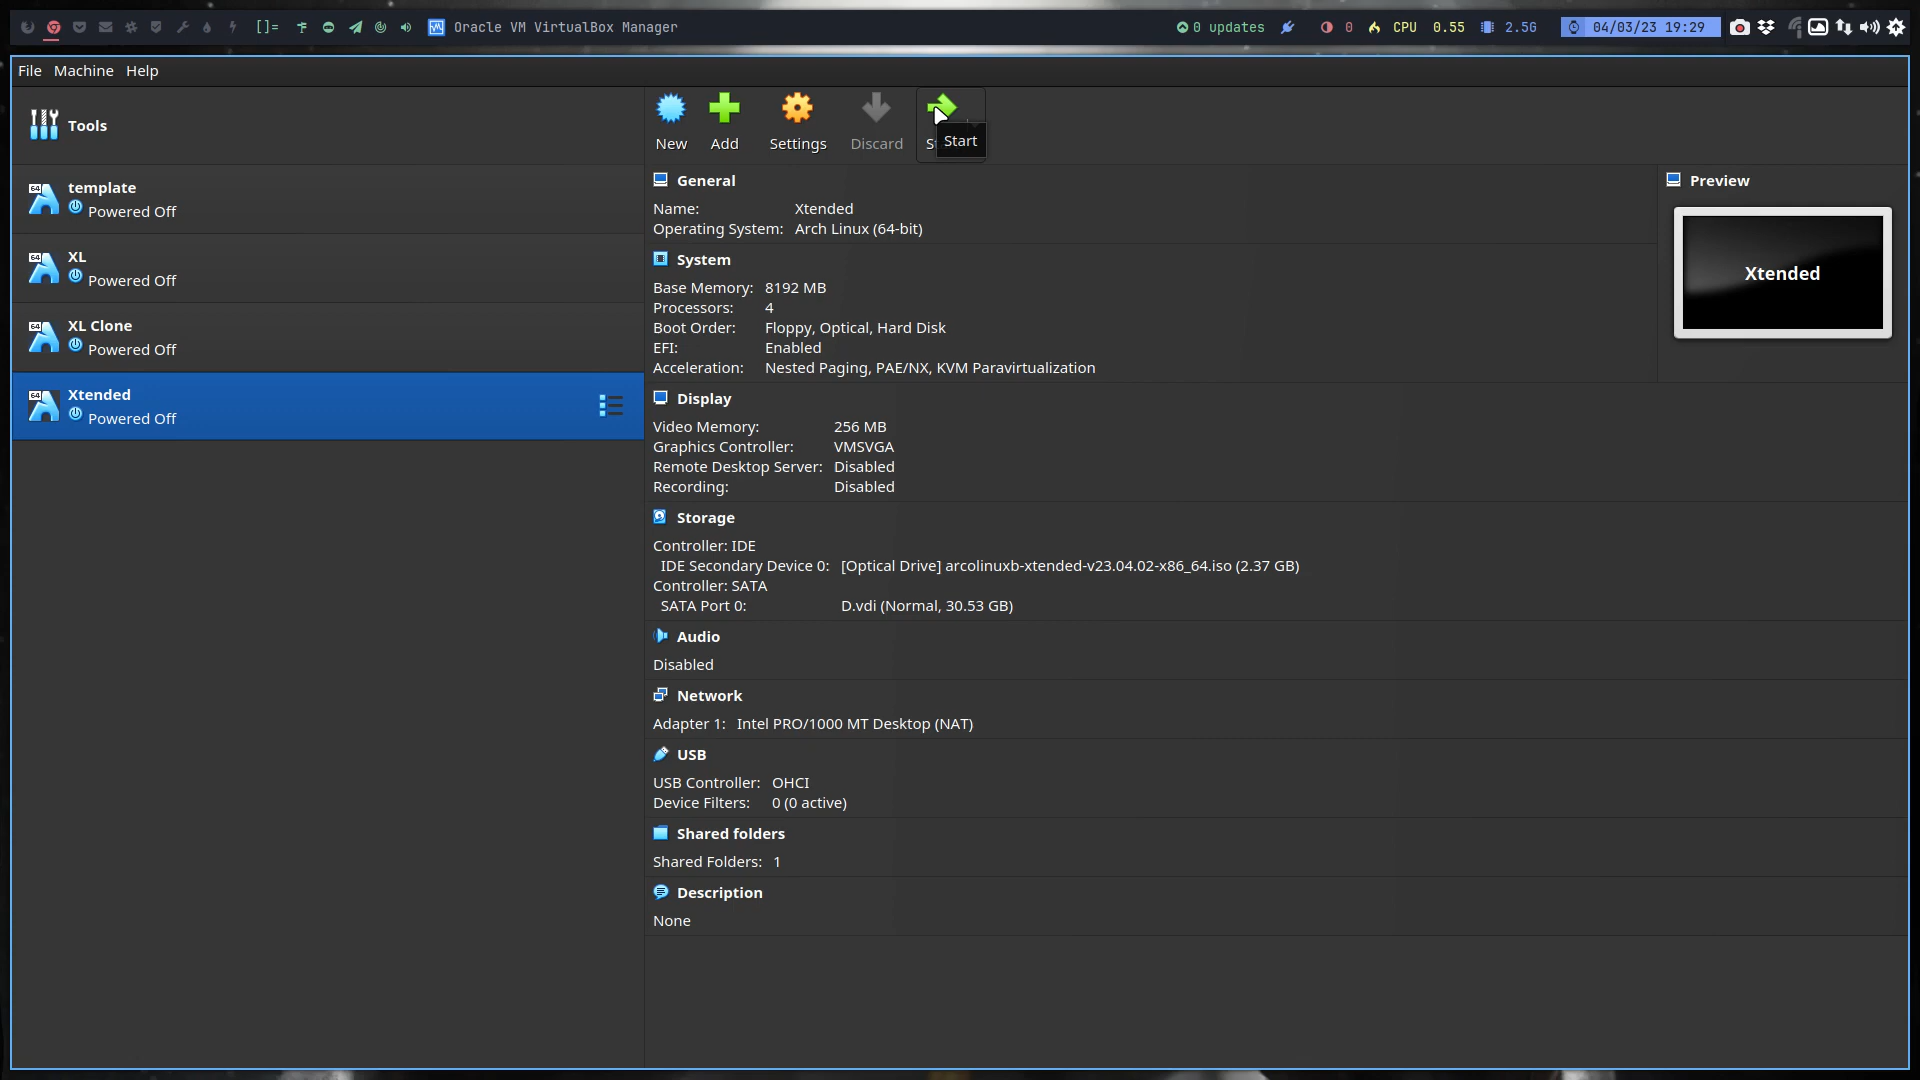 []=
Oracle VM VirtualBox Manager
0 updates
0
CPU 0.55
2.5G
04/03/23 19:29
File Machine Help
Tools
New
Add
Settings
Discard
Start
64
template
Powered Off
64
XL
Powered Off
64
XL Clone
Powered Off
64
Xtended
Powered Off
General
Name: Xtended
Operating System: Arch Linux (64-bit)
Preview
Xtended
System
Base Memory: 8192 MB
Processors: 4
Boot Order: Floppy, Optical, Hard Disk
EFI: Enabled
Acceleration: Nested Paging, PAE/NX, KVM Paravirtualization
Display
Video Memory: 256 MB
Graphics Controller: VMSVGA
Remote Desktop Server: Disabled
Recording: Disabled
Storage
Controller: IDE
IDE Secondary Device 0: [Optical Drive] arcolinuxb-xtended-v23.04.02-x86_64.iso (2.37 GB)
Controller: SATA
SATA Port 0: D.vdi (Normal, 30.53 GB)
Audio
Disabled
Network
Adapter 1: Intel PRO/1000 MT Desktop (NAT)
USB
USB Controller: OHCI
Device Filters: 0 (0 active)
Shared folders
Shared Folders: 1
Description
None